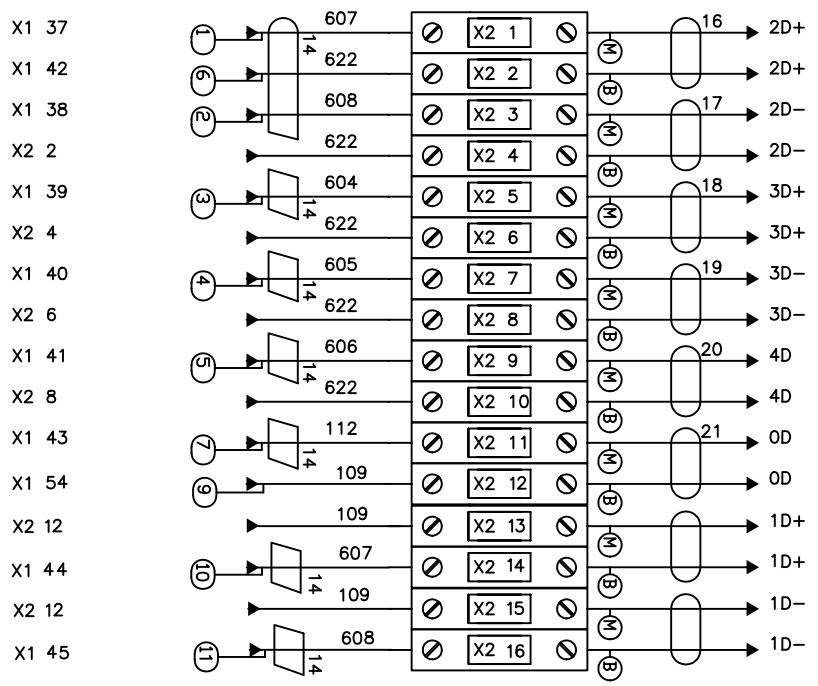 X1 37 1 14 607 X2 1 M 16 2D+
X1 42 6 622 X2 2 B 2D+
X1 38 2 608 X2 3 M 17 2D-
X2 2 622 X2 4 B 2D-
X1 39 3 14 604 X2 5 M 18 3D+
X2 4 622 X2 6 B 3D+
X1 40 4 14 605 X2 7 M 19 3D-
X2 6 622 X2 8 B 3D-
X1 41 5 14 606 X2 9 M 20 4D
X2 8 622 X2 10 B 4D
X1 43 7 14 112 X2 11 M 21 0D
X1 54 9 109 X2 12 B 0D
X2 12 109 X2 13 M 1D+
X1 44 10 14 607 X2 14 B 1D+
X2 12 109 X2 15 M 1D-
X1 45 11 14 608 X2 16 B 1D-